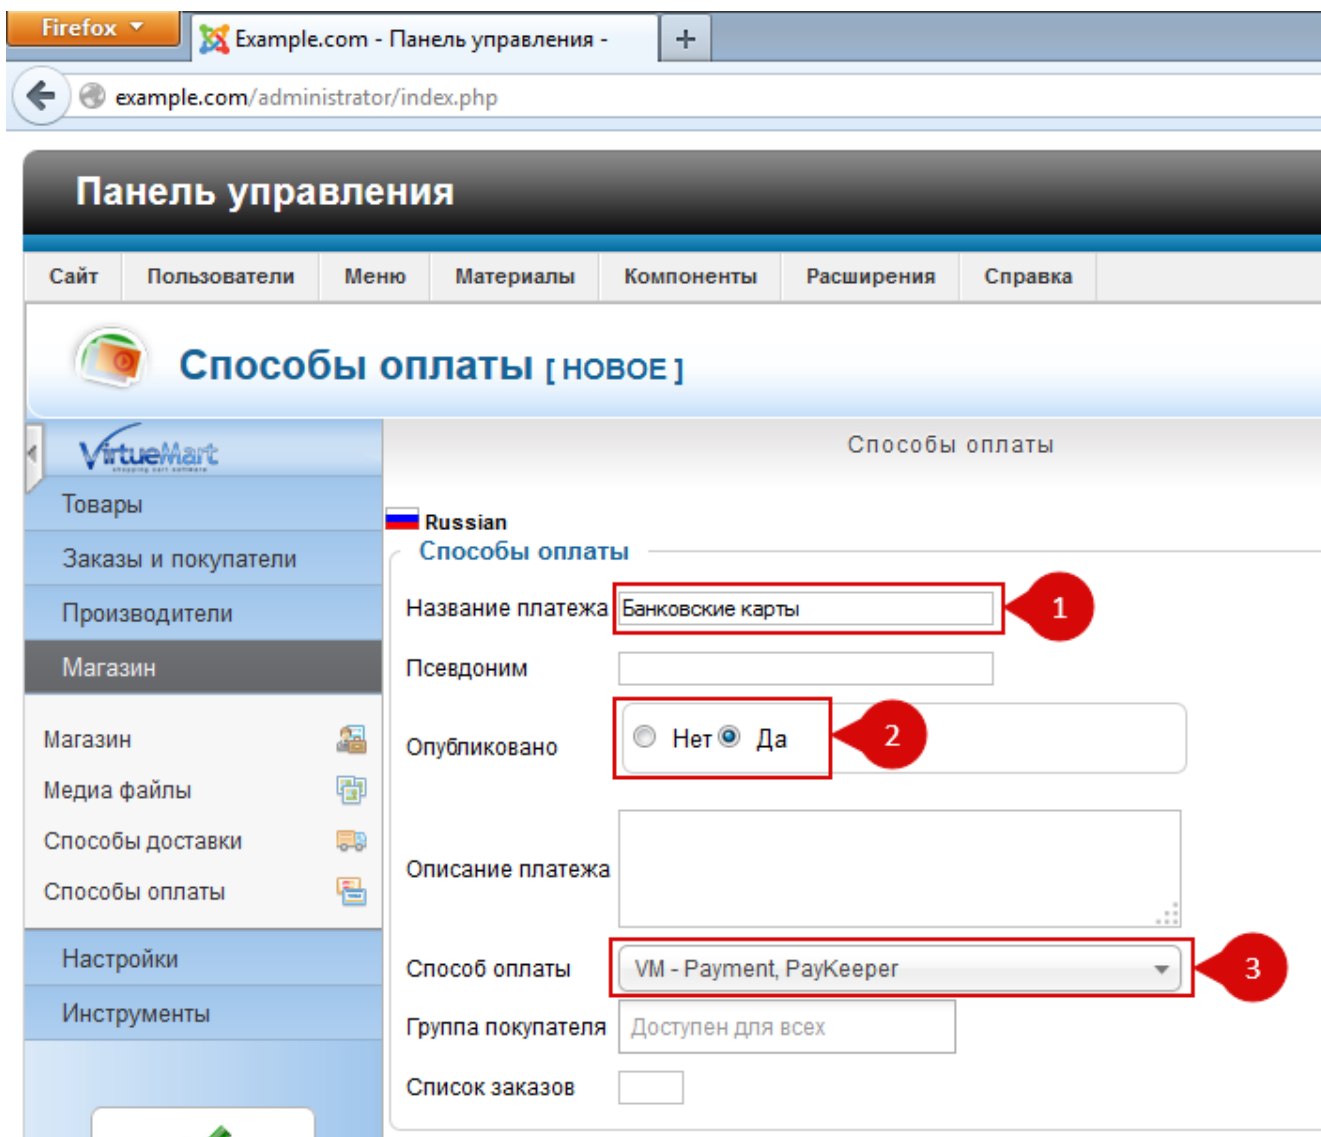 Firefox
Example.com - Панель управления -
example.com/administrator/index.php
Панель управления
Сайт Пользователи Меню Материалы Компоненты Расширения Справка
Способы оплаты [ НОВОЕ ]
VirtueMart
shopping cart software
Способы оплаты
Товары
Заказы и покупатели
Производители
Магазин
Магазин
Медиа файлы
Способы доставки
Способы оплаты
Настройки
Инструменты
Russian
Способы оплаты
Название платежа Банковские карты 1
Псевдоним
Опубликовано Нет Да 2
Описание платежа
Способ оплаты VM - Payment, PayKeeper 3
Группа покупателя Доступен для всех
Список заказов